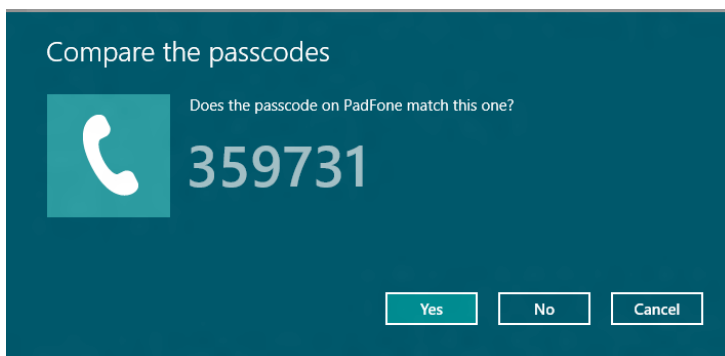 Compare the passcodes
Does the passcode on PadFone match this one?
359731
Yes No Cancel